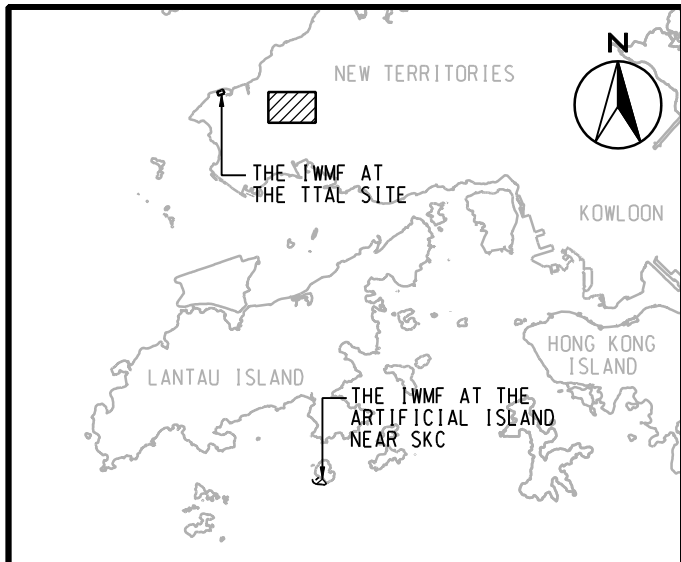 N
NEW TERRITORIES
THE IWMF AT
THE TTAL SITE
KOWLOON
HONG KONG
ISLAND
LANTAU ISLAND
THE IWMF AT THE
ARTIFICIAL ISLAND
NEAR SKC